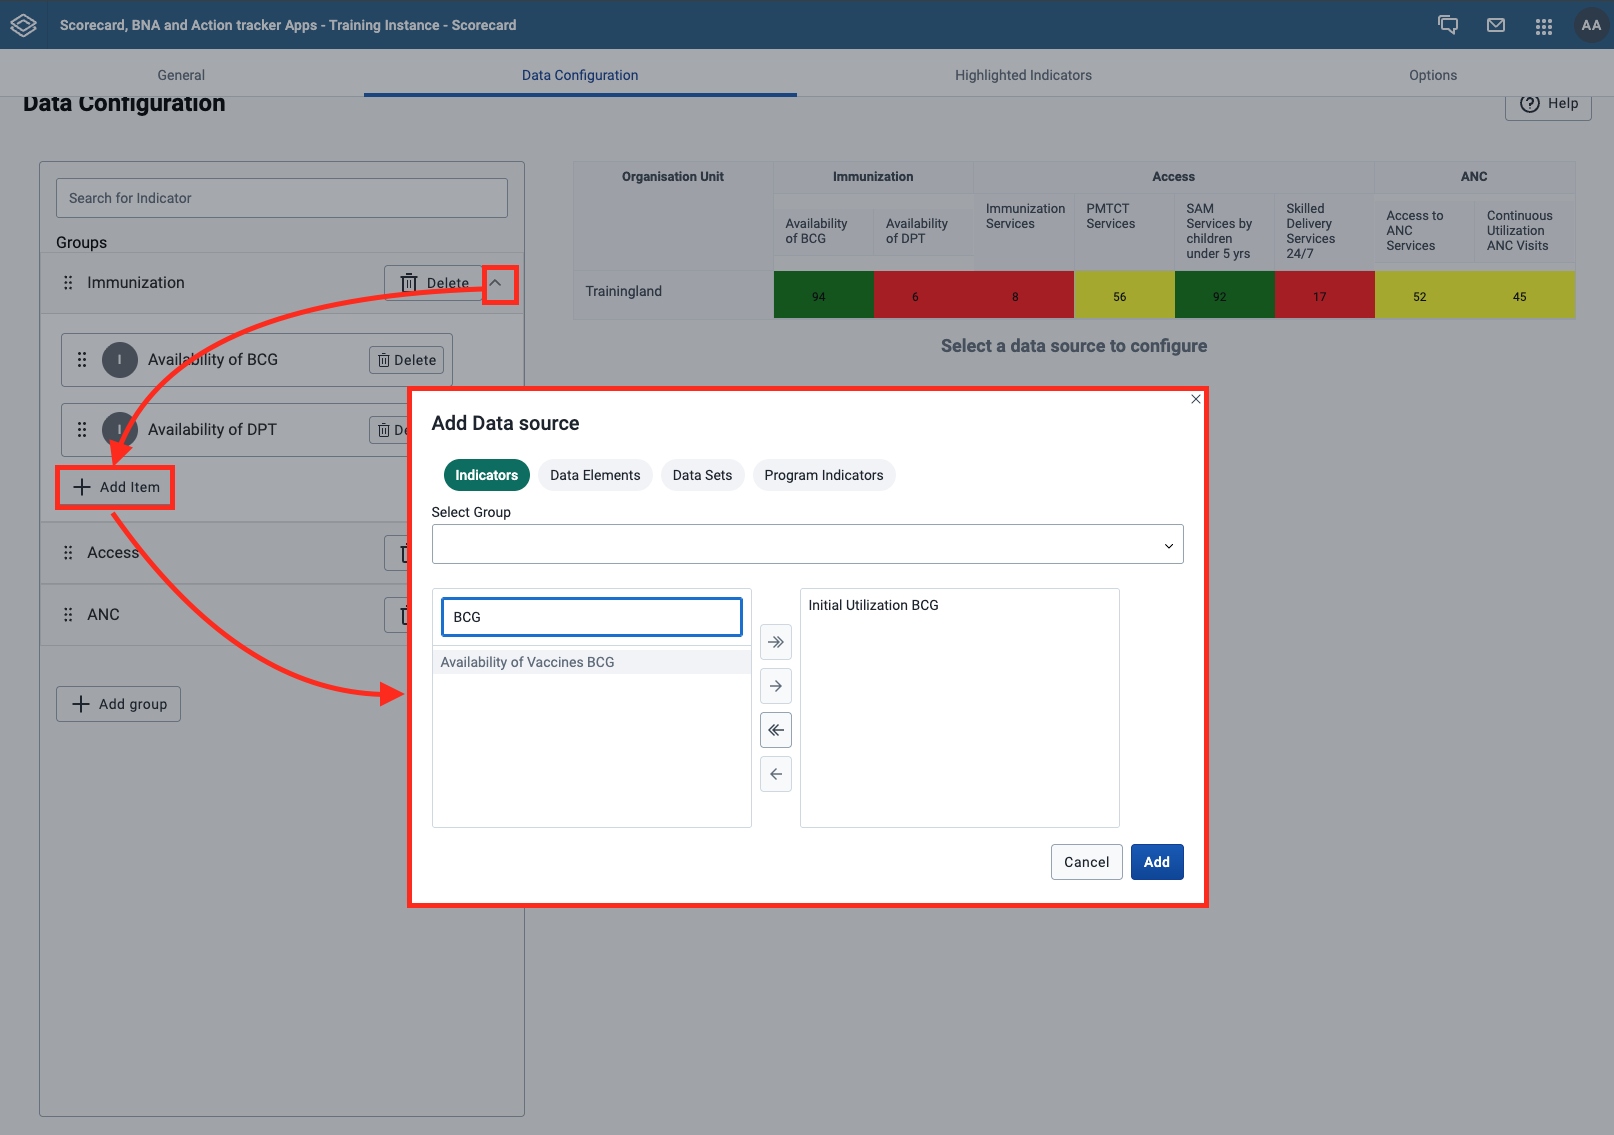 Scorecard, BNA and Action tracker Apps - Training Instance - Scorecard
AA
General
Data Configuration
Highlighted Indicators
Options
Data Configuration
Help
Search for Indicator
Groups
Immunization
Delete
I
Availability of BCG
Delete
I
Availability of DPT
De
Add Item
Access
ANC
Add group
Organisation Unit
Immunization
Access
ANC
Availability
of BCG
Availability
of DPT
Immunization
Services
PMTCT
Services
SAM
Services by
children
under 5 yrs
Skilled
Delivery
Services
24/7
Access to
ANC
Services
Continuous
Utilization
ANC Visits
Trainingland
94
6
8
56
92
17
52
45
Select a data source to configure
Add Data source
Indicators
Data Elements
Data Sets
Program Indicators
Select Group
BCG
Availability of Vaccines BCG
Initial Utilization BCG
Cancel
Add